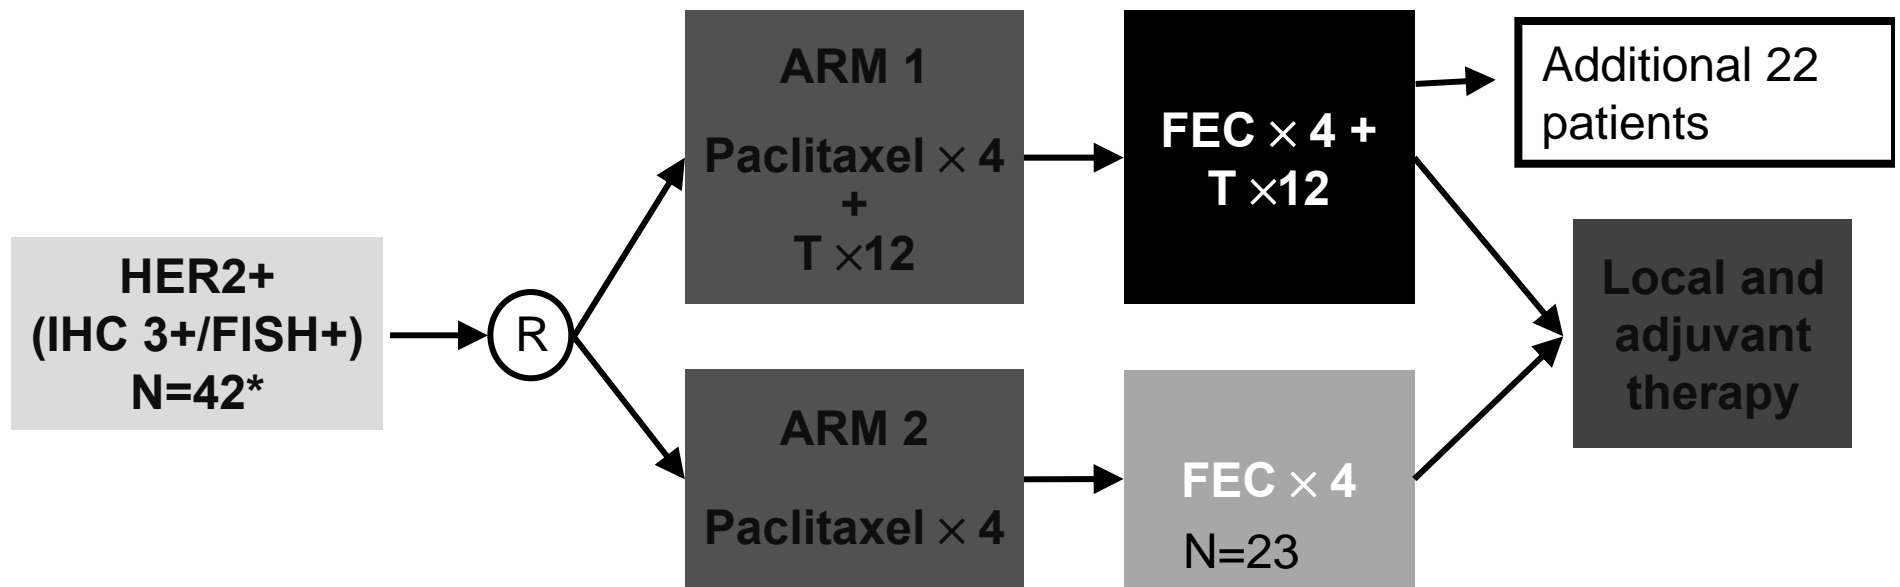 HER2+
(IHC 3+/FISH+)
N=42*
R
ARM 1
Paclitaxel × 4
+
T ×12
FEC × 4 +
T ×12
Additional 22
patients
ARM 2
Paclitaxel × 4
FEC × 4
N=23
Local and
adjuvant
therapy